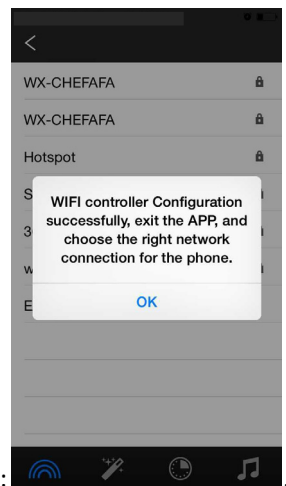 WX-CHEFAFA
WX-CHEFAFA
Hotspot
WIFI controller Configuration
successfully, exit the APP, and
choose the right network
connection for the phone.
OK
: